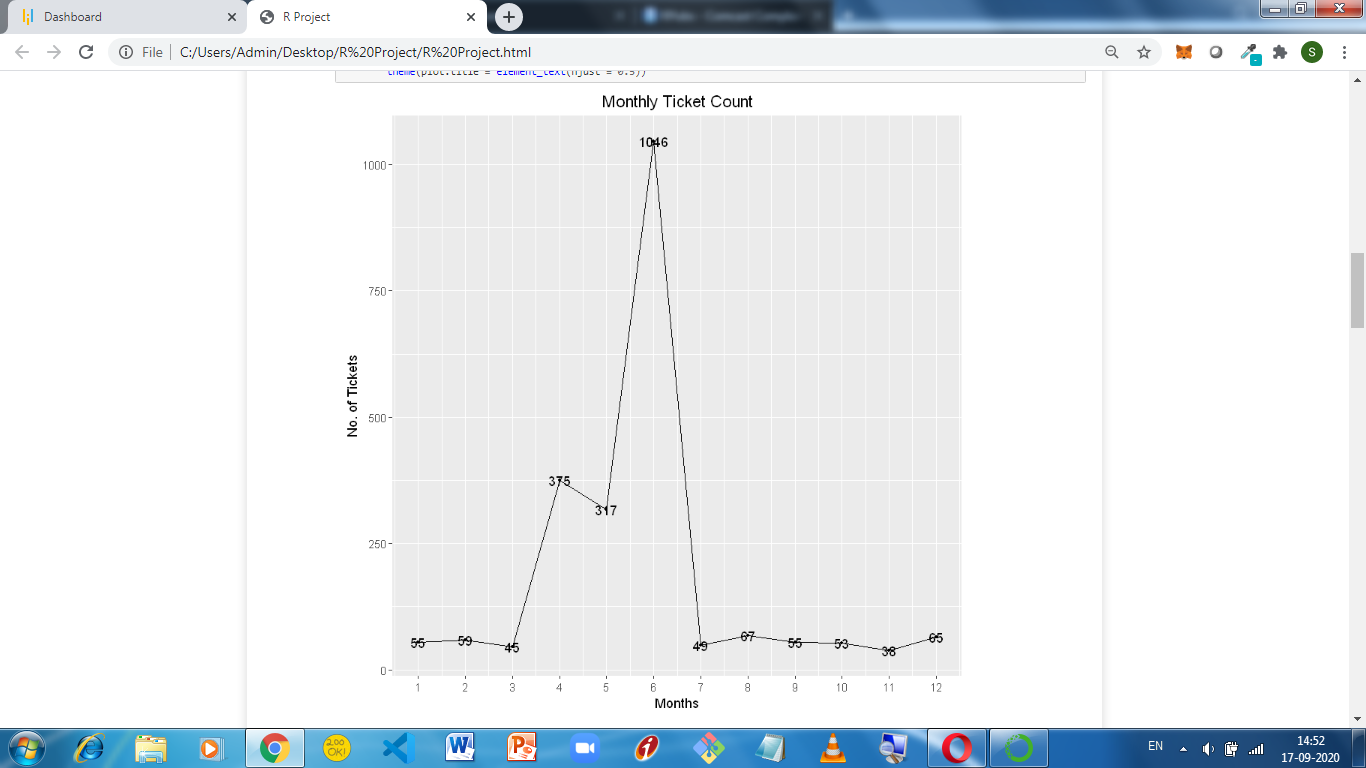 Dashboard
R Project
File
C:/Users/Admin/Desktop/R%20Project/R%20Project.html
S
theme(plot.title = element_text(hjust = 0.5))
Monthly Ticket Count
1046
1000
750
No. of Tickets
500
375
317
250
55 59 45 49 67 55 53 38 65
0
1 2 3 4 5 6 7 8 9 10 11 12
Months
200 OK!
EN
14:52
17-09-2020